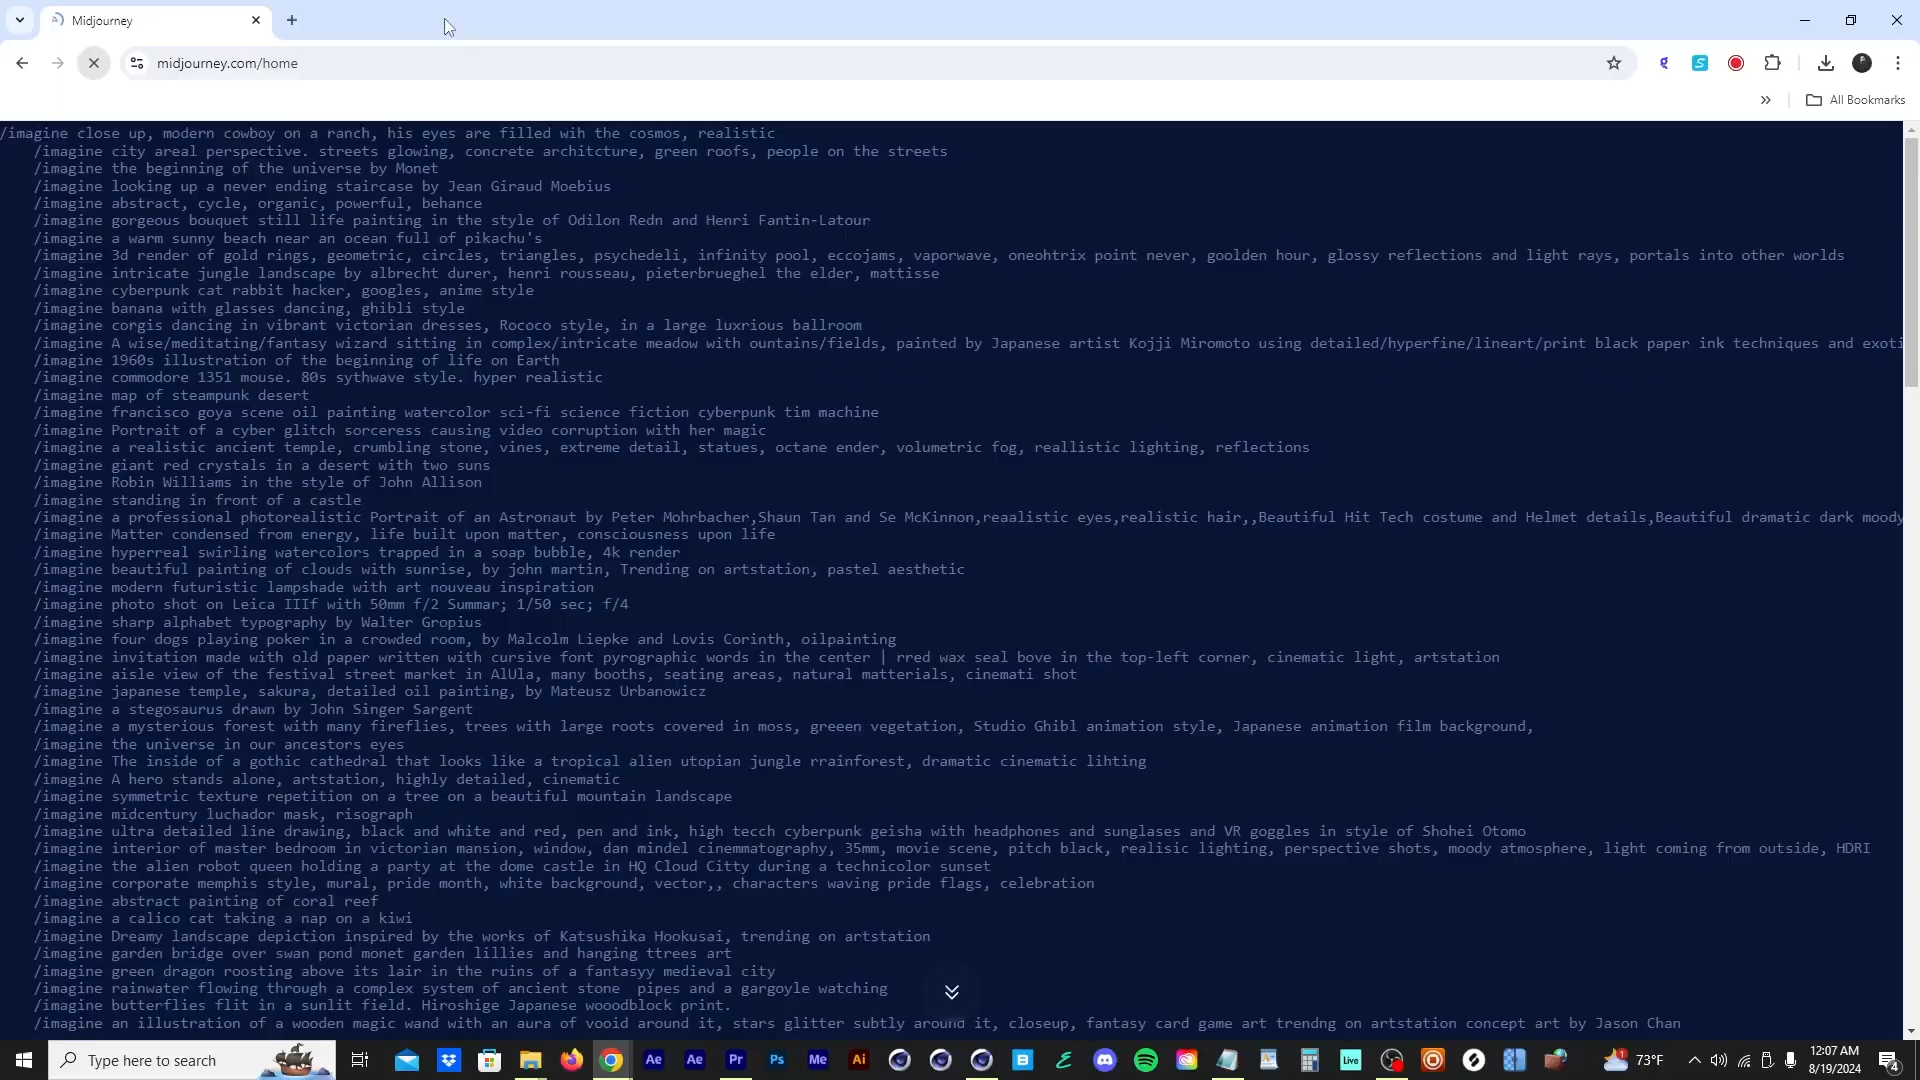 Midjourney
midjourney.com/home
All Bookmarks
/imagine close up, modern cowboy on a ranch, his eyes are filled wih the cosmos, realistic
/imagine city areal perspective. streets glowing, concrete architcture, green roofs, people on the streets
/imagine the beginning of the universe by Monet
/imagine looking up a never ending staircase by Jean Giraud Moebius
/imagine abstract, cycle, organic, powerful, behance
/imagine gorgeous bouquet still life painting in the style of Odilon Redn and Henri Fantin-Latour
/imagine a warm sunny beach near an ocean full of pikachu's
/imagine 3d render of gold rings, geometric, circles, triangles, psychedeli, infinity pool, eccojams, vaporwave, oneohtrix point never, goolden hour, glossy reflections and light rays, portals into other worlds
/imagine intricate jungle landscape by albrecht durer, henri rousseau, pieterbrueghel the elder, mattisse
/imagine cyberpunk cat rabbit hacker, googles, anime style
/imagine banana with glasses dancing, ghibli style
/imagine corgis dancing in vibrant victorian dresses, Rococo style, in a large luxrious ballroom
/imagine A wise/meditating/fantasy wizard sitting in complex/intricate meadow with ountains/fields, painted by Japanese artist Kojji Miromoto using detailed/hyperfine/lineart/print black paper ink techniques and exoti
/imagine 1960s illustration of the beginning of life on Earth
/imagine commodore 1351 mouse. 80s sythwave style. hyper realistic
/imagine map of steampunk desert
/imagine francisco goya scene oil painting watercolor sci-fi science fiction cyberpunk tim machine
/imagine Portrait of a cyber glitch sorceress causing video corruption with her magic
/imagine a realistic ancient temple, crumbling stone, vines, extreme detail, statues, octane ender, volumetric fog, reallistic lighting, reflections
/imagine giant red crystals in a desert with two suns
/imagine Robin Williams in the style of John Allison
/imagine standing in front of a castle
/imagine a professional photorealistic Portrait of an Astronaut by Peter Mohrbacher,Shaun Tan and Se McKinnon,reaalistic eyes,realistic hair,,Beautiful Hit Tech costume and Helmet details,Beautiful dramatic dark moody
/imagine Matter condensed from energy, life built upon matter, consciousness upon life
/imagine hyperreal swirling watercolors trapped in a soap bubble, 4k render
/imagine beautiful painting of clouds with sunrise, by john martin, Trending on artstation, pastel aesthetic
/imagine modern futuristic lampshade with art nouveau inspiration
/imagine photo shot on Leica IIIf with 50mm f/2 Summar; 1/50 sec; f/4
/imagine sharp alphabet typography by Walter Gropius
/imagine four dogs playing poker in a crowded room, by Malcolm Liepke and Lovis Corinth, oilpainting
/imagine invitation made with old paper written with cursive font pyrographic words in the center | rred wax seal bove in the top-left corner, cinematic light, artstation
/imagine aisle view of the festival street market in AlUla, many booths, seating areas, natural matterials, cinemati shot
/imagine japanese temple, sakura, detailed oil painting, by Mateusz Urbanowicz
/imagine a stegosaurus drawn by John Singer Sargent
/imagine a mysterious forest with many fireflies, trees with large roots covered in moss, greeen vegetation, Studio Ghibl animation style, Japanese animation film background,
/imagine the universe in our ancestors eyes
/imagine The inside of a gothic cathedral that looks like a tropical alien utopian jungle rrainforest, dramatic cinematic lihting
/imagine A hero stands alone, artstation, highly detailed, cinematic
/imagine symmetric texture repetition on a tree on a beautiful mountain landscape
/imagine midcentury luchador mask, risograph
/imagine ultra detailed line drawing, black and white and red, pen and ink, high tecch cyberpunk geisha with headphones and sunglases and VR goggles in style of Shohei Otomo
/imagine interior of master bedroom in victorian mansion, window, dan mindel cinemmatography, 35mm, movie scene, pitch black, realisic lighting, perspective shots, moody atmosphere, light coming from outside, HDRI
/imagine the alien robot queen holding a party at the dome castle in HQ Cloud Citty during a technicolor sunset
/imagine corporate memphis style, mural, pride month, white background, vector,, characters waving pride flags, celebration
/imagine abstract painting of coral reef
/imagine a calico cat taking a nap on a kiwi
/imagine Dreamy landscape depiction inspired by the works of Katsushika Hookusai, trending on artstation
/imagine garden bridge over swan pond monet garden lillies and hanging ttrees art
/imagine green dragon roosting above its lair in the ruins of a fantasyy medieval city
/imagine rainwater flowing through a complex system of ancient stone  pipes and a gargoyle watching
/imagine butterflies flit in a sunlit field. Hiroshige Japanese wooodblock print.
/imagine an illustration of a wooden magic wand with an aura of vooid around it, stars glitter subtly around it, closeup, fantasy card game art trendng on artstation concept art by Jason Chan
Type here to search
Ae
Ae
Pr
Ps
Me
Ai
Live
73°F
12:07 AM
8/19/2024
4